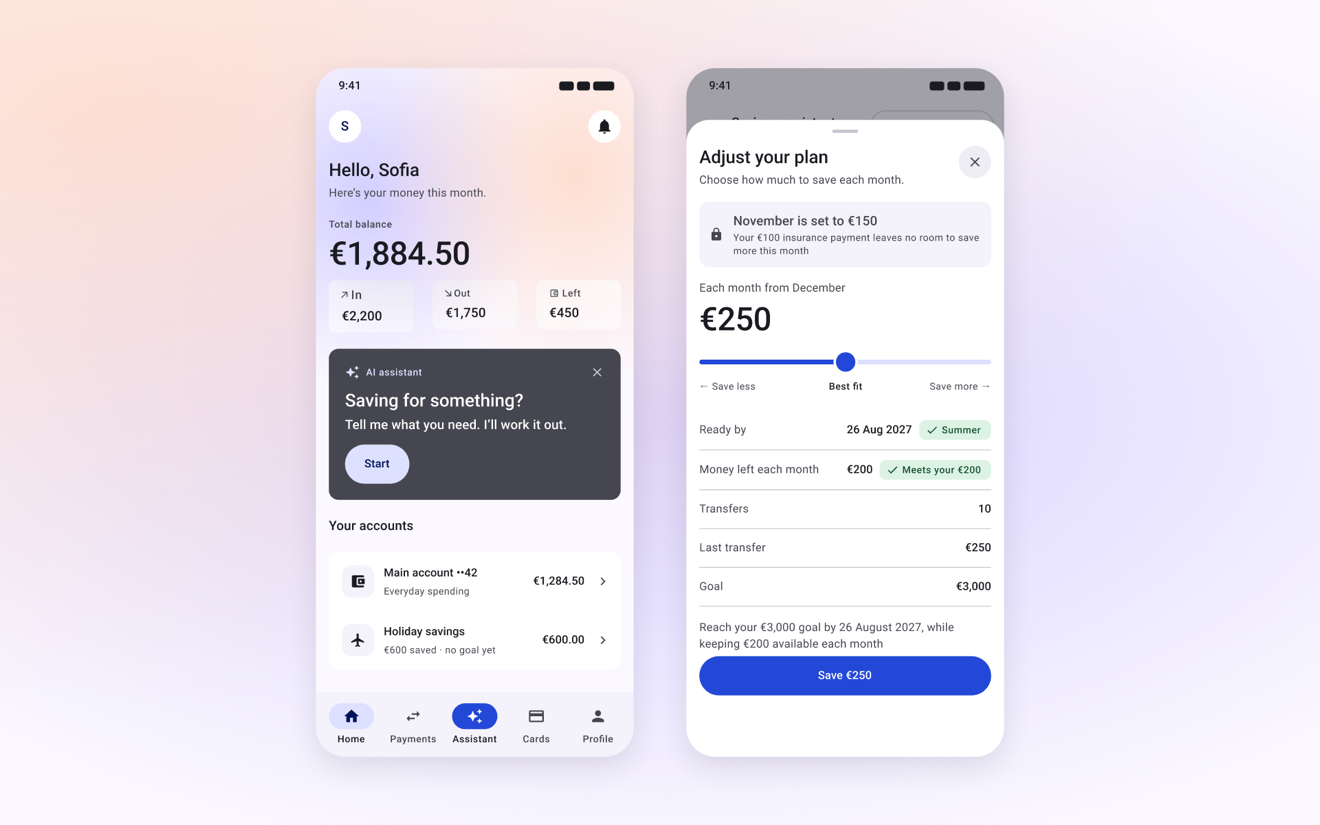 9:41
S
Hello, Sofia
Here’s your money this month.
Total balance
€1,884.50
In
€2,200
Out
€1,750
Left
€450
AI assistant
Saving for something?
Tell me what you need. I’ll work it out.
Start
Your accounts
Main account ••42
Everyday spending
€1,284.50
Holiday savings
€600 saved · no goal yet
€600.00
Home
Payments
Assistant
Cards
Profile
9:41
Adjust your plan
Choose how much to save each month.
November is set to €150
Your €100 insurance payment leaves no room to save
more this month
Each month from December
€250
← Save less
Best fit
Save more →
Ready by
26 Aug 2027
Summer
Money left each month
€200
Meets your €200
Transfers
10
Last transfer
€250
Goal
€3,000
Reach your €3,000 goal by 26 August 2027, while
keeping €200 available each month
Save €250